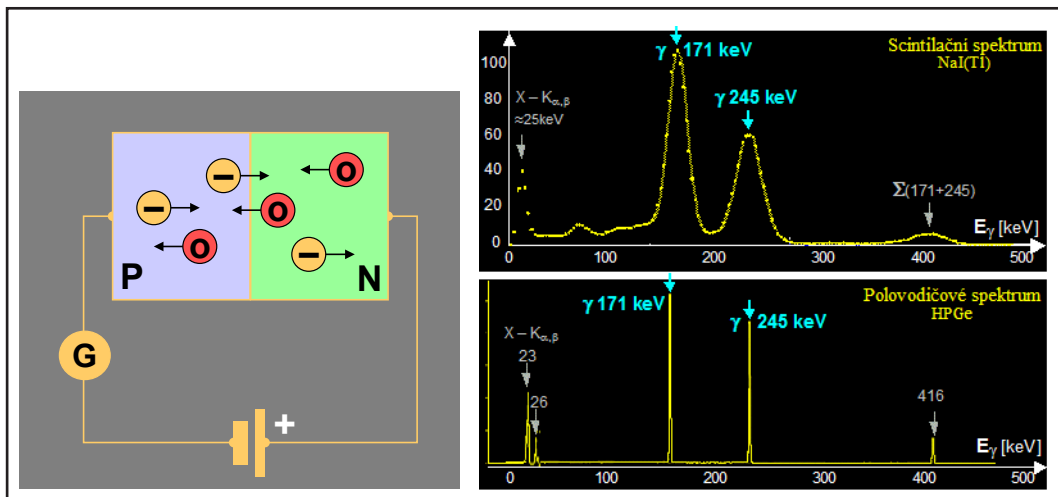 P
N
−
−
−
O
O
O
G
+
Scintilační spektrum
NaI(Tl)
γ 171 keV
γ 245 keV
X – Kα,β
≈25keV
Σ(171+245)
100
80
60
40
20
0
Eγ [keV]
0 100 200 300 400 500
Polovodičové spektrum
HPGe
γ 171 keV
γ 245 keV
X – Kα,β
23
26
416
Eγ [keV]
0 100 200 300 400 500